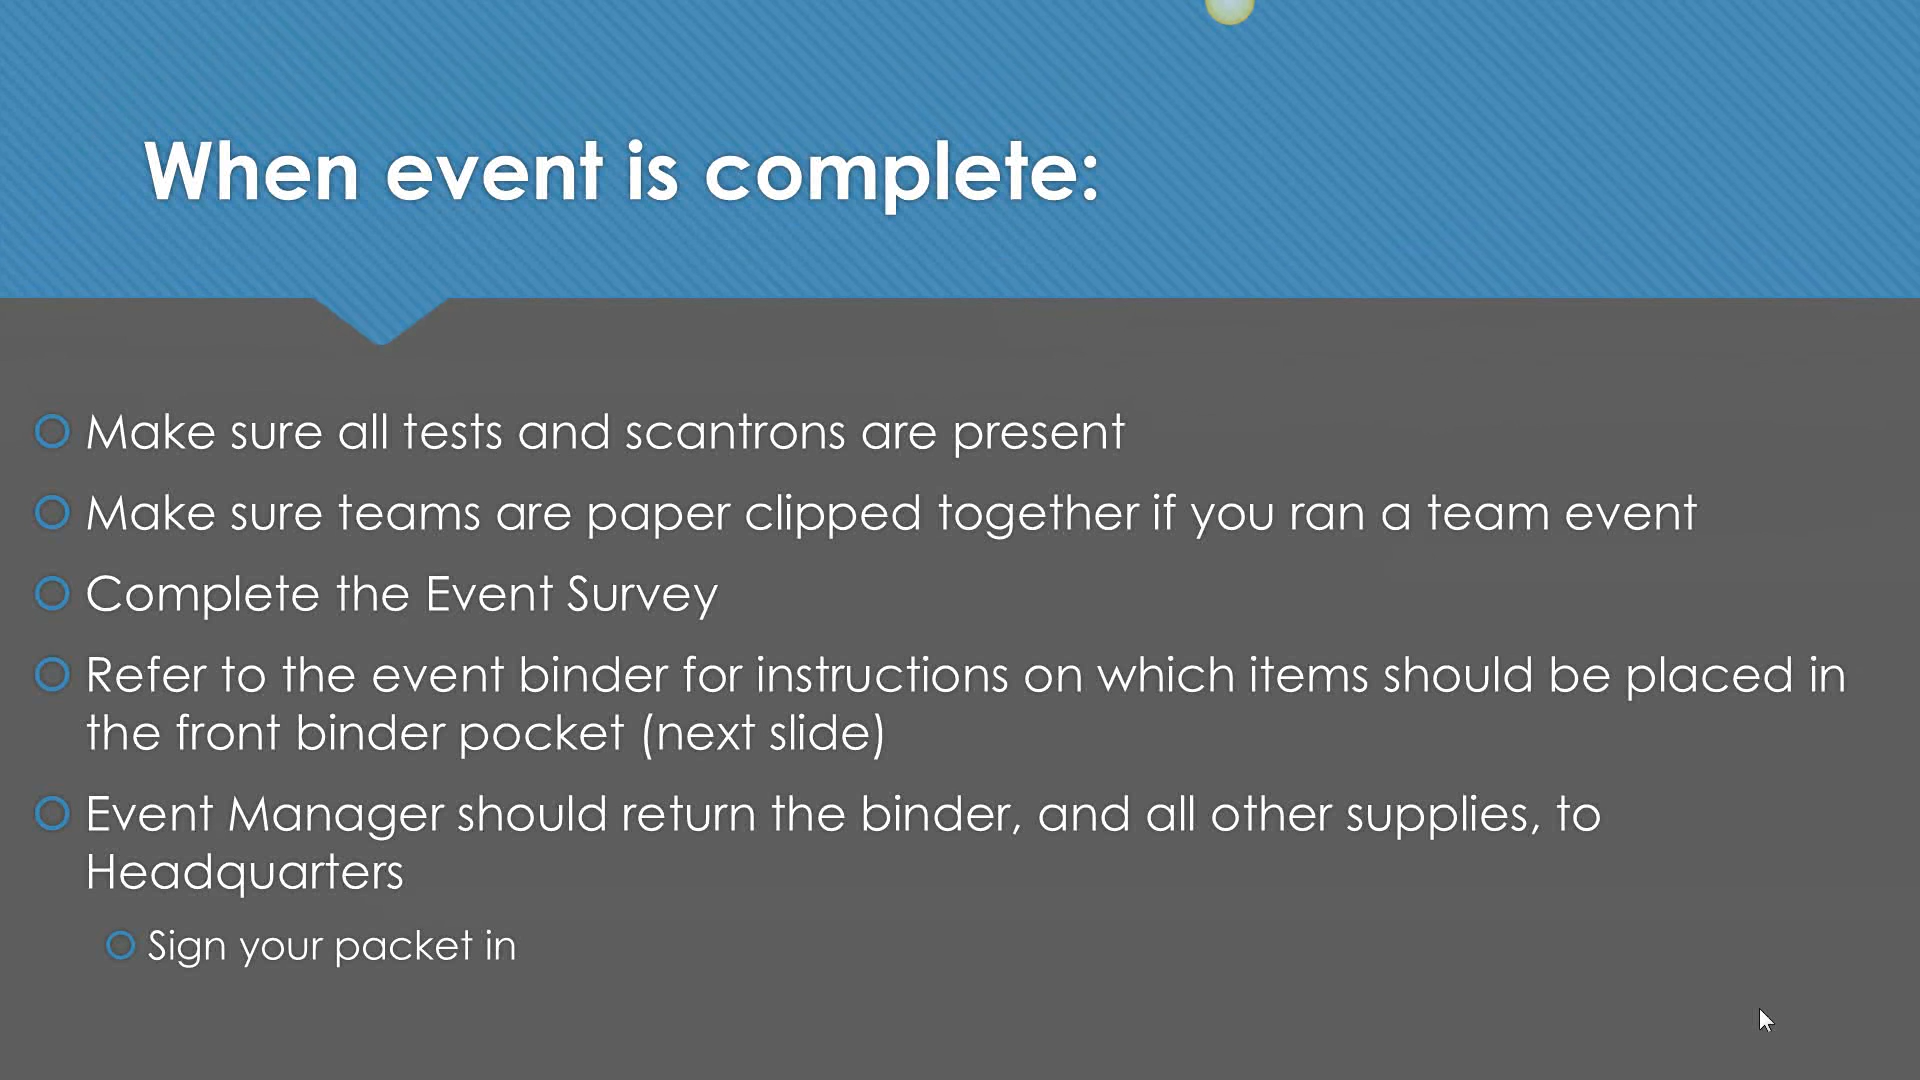 When event is complete:
Make sure all tests and scantrons are present
Make sure teams are paper clipped together if you ran a team event
Complete the Event Survey
Refer to the event binder for instructions on which items should be placed in
the front binder pocket (next slide)
Event Manager should return the binder, and all other supplies, to
Headquarters
Sign your packet in